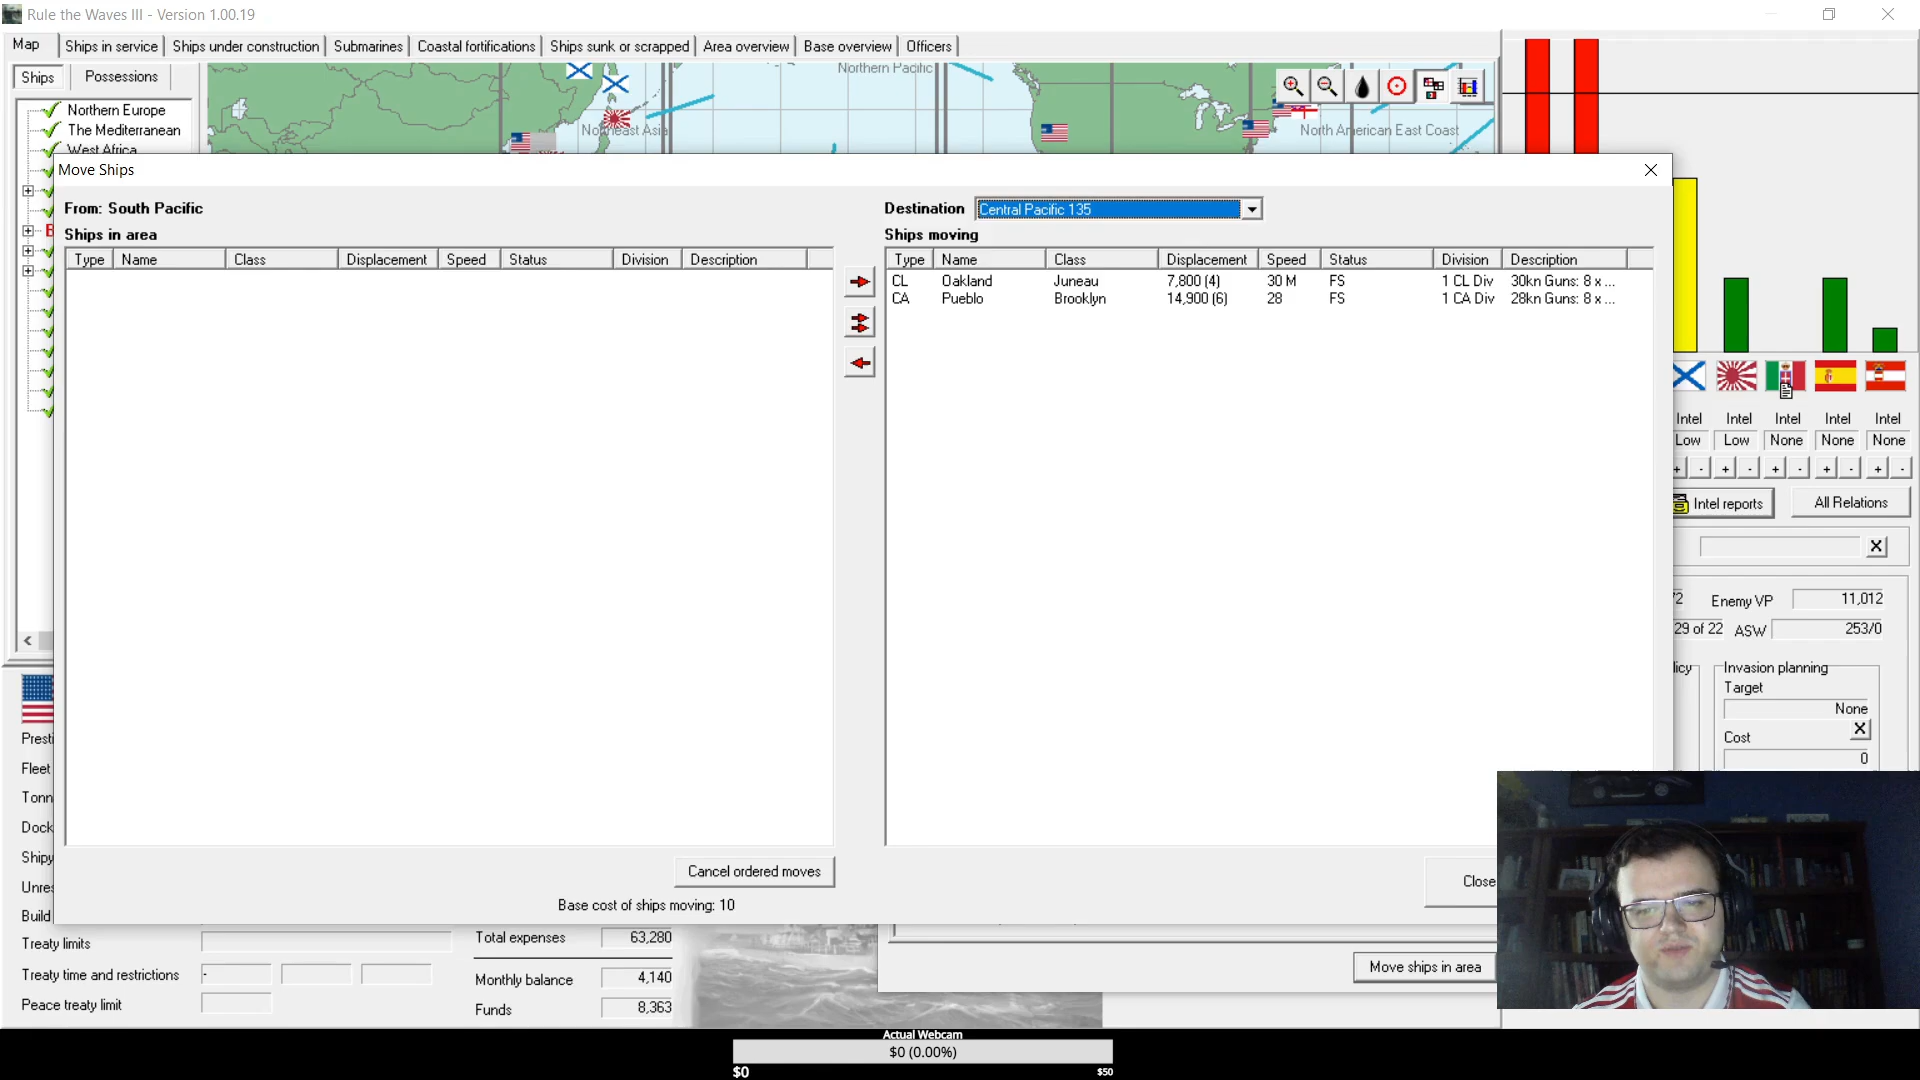 Rule the Waves III - Version 1.00.19
Map
Ships in service
Ships under construction
Submarines
Coastal fortifications
Ships sunk or scrapped
Area overview
Base overview
Officers
Ships
Possessions
Northern Europe
The Mediterranean
West Africa
Northern Pacific
Northeast Asia
North American East Coast
Move Ships
From: South Pacific
Ships in area
Type Name Class Displacement Speed Status Division Description
Destination Central Pacific 135
Ships moving
Type Name Class Displacement Speed Status Division Description
CL Oakland Juneau 7,800 (4) 30 M FS 1 CL Div 30kn Guns: 8 x ...
CA Pueblo Brooklyn 14,900 (6) 28 FS 1 CA Div 28kn Guns: 8 x ...
Cancel ordered moves
Close
Base cost of ships moving: 10
Intel Intel Intel Intel Intel
Low Low None None None
+ - + - + - + - + -
Intel reports
All Relations
X
72 Enemy VP 11,012
29 of 22 ASW 253/0
licy
Invasion planning
Target
None
X
Cost
0
Presti
Fleet
Tonn
Dock
Shipy
Unres
Build
Treaty limits
Treaty time and restrictions -
Peace treaty limit
Total expenses 63,280
Monthly balance 4,140
Funds 8,363
Move ships in area
Actual Webcam
$0 (0.00%)
$0
$50